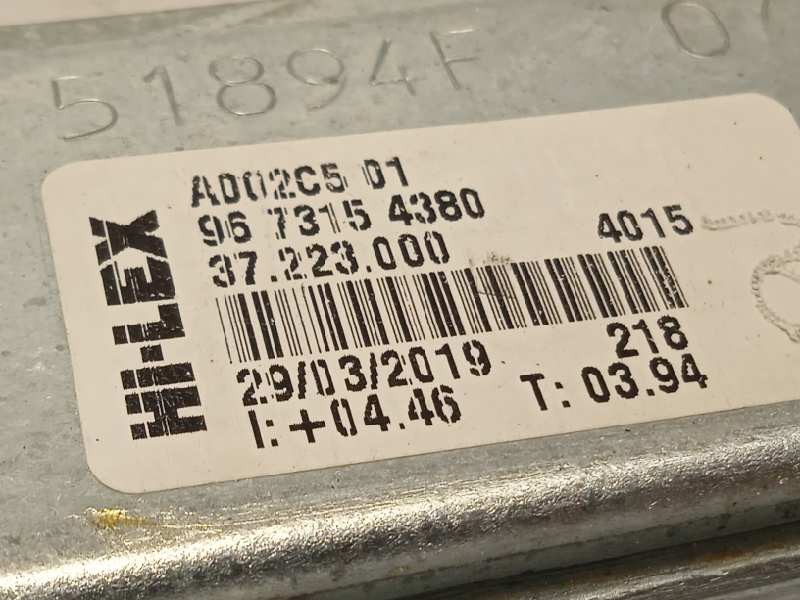 51894F 07
HI-LEX
A002C5 01
96 7315 4380
37.223.000 4015
29/03/2019 218
I:+04.46 T: 03.94